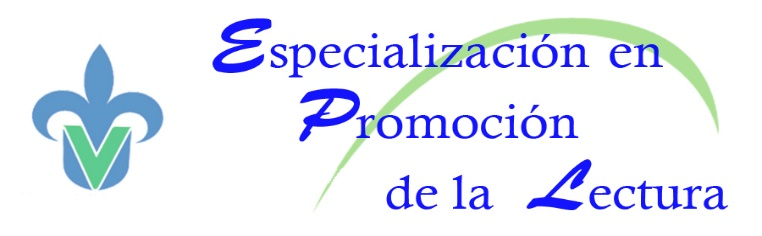 Especialización en
Promoción
de la Lectura